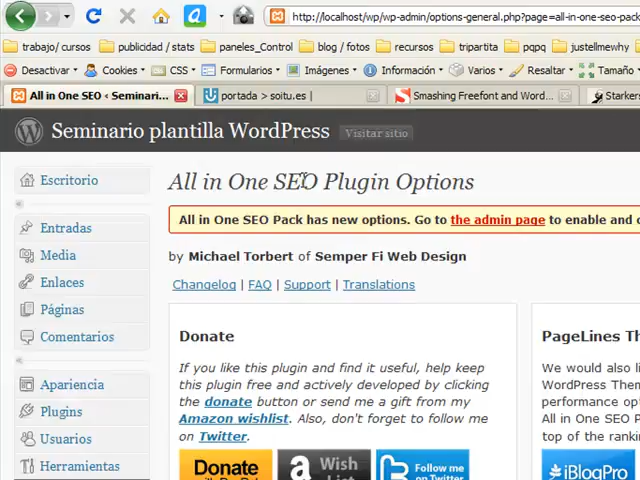 http://localhost/wp/wp-admin/options-general.php?page=all-in-one-seo-pack
trabajo/ cursos publicidad / stats paneles_Control blog / fotos recursos tripartita pqpq justellmewhy
Desactivar Cookies CSS Formularios Imágenes Información Varios Resaltar Tamaño
All in One SEO ‹ Seminari... portada > soitu.es Smashing Freefont and Word... Starkers
Seminario plantilla WordPress Visitar sitio
Escritorio
Entradas
Media
Enlaces
Páginas
Comentarios
Apariencia
Plugins
Usuarios
Herramientas
All in One SEO Plugin Options
All in One SEO Pack has new options. Go to the admin page to enable and c
by Michael Torbert of Semper Fi Web Design
Changelog | FAQ | Support | Translations
Donate
If you like this plugin and find it useful, help keep
this plugin free and actively developed by clicking
the donate button or send me a gift from my
Amazon wishlist. Also, don't forget to follow me
on Twitter.
Donate
a Wish
Follow me
on Twitter
PageLines Th
We would also li
WordPress Them
performance opt
All in One SEO P
top of the rankin
iBlogPro